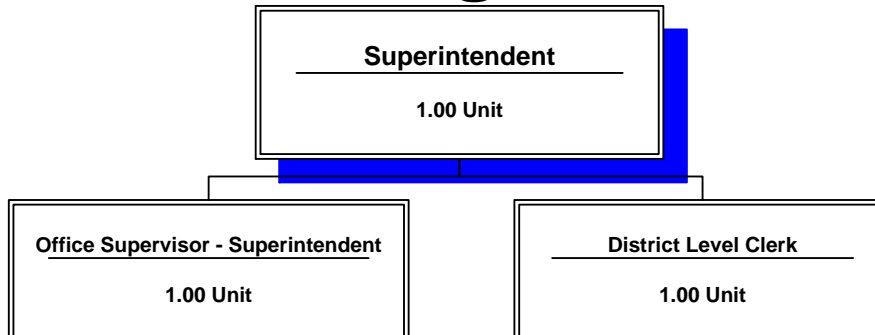 Superintendent
1.00 Unit
Office Supervisor - Superintendent
1.00 Unit
District Level Clerk
1.00 Unit